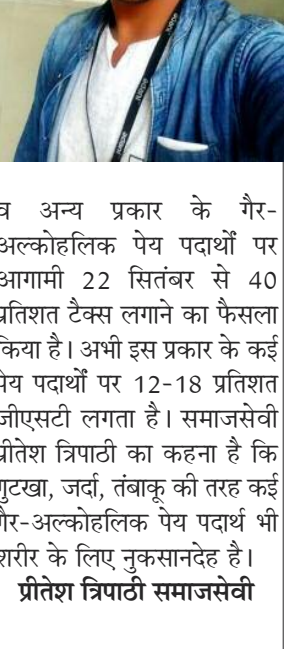 व अन्य प्रकार के गैर-
अल्कोहलिक पेय पदार्थों पर
आगामी 22 सितंबर से 40
प्रतिशत टैक्स लगाने का फैसला
किया है। अभी इस प्रकार के कई
पेय पदार्थों पर 12-18 प्रतिशत
जीएसटी लगता है। समाजसेवी
प्रीतेश त्रिपाठी का कहना है कि
गुटखा, जर्दा, तंबाकू की तरह कई
गैर-अल्कोहलिक पेय पदार्थ भी
शरीर के लिए नुकसानदेह है।
प्रीतेश त्रिपाठी समाजसेवी